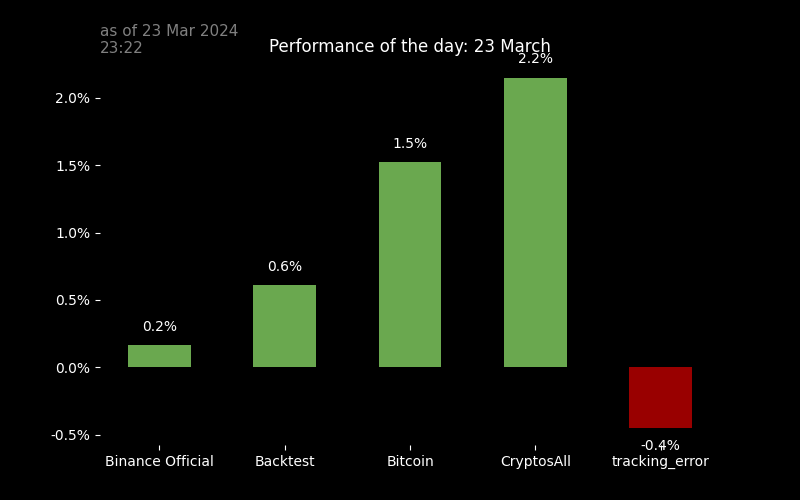 as of 23 Mar 2024
23:22
Performance of the day: 23 March
2.2%
2.0%
1.5%
1.5%
1.0%
0.6%
0.5%
0.2%
0.0%
-0.5%
-0.4%
Binance Official
Backtest
Bitcoin
CryptosAll
tracking_error